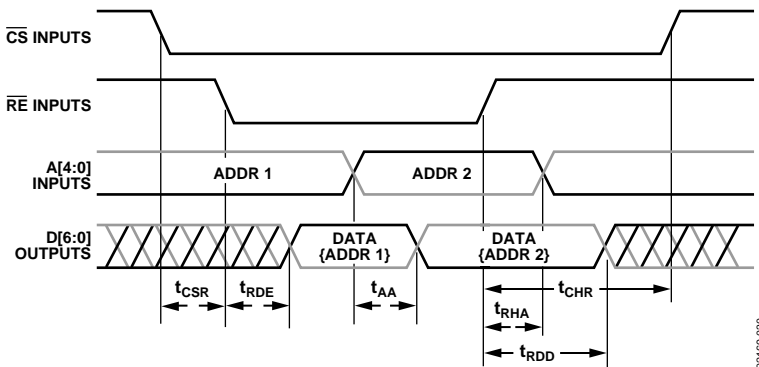 CS INPUTS
RE INPUTS
A[4:0]
INPUTS
ADDR 1
ADDR 2
D[6:0]
OUTPUTS
DATA
{ADDR 1}
DATA
{ADDR 2}
tCSR
tRDE
tAA
tCHR
tRHA
tRDD